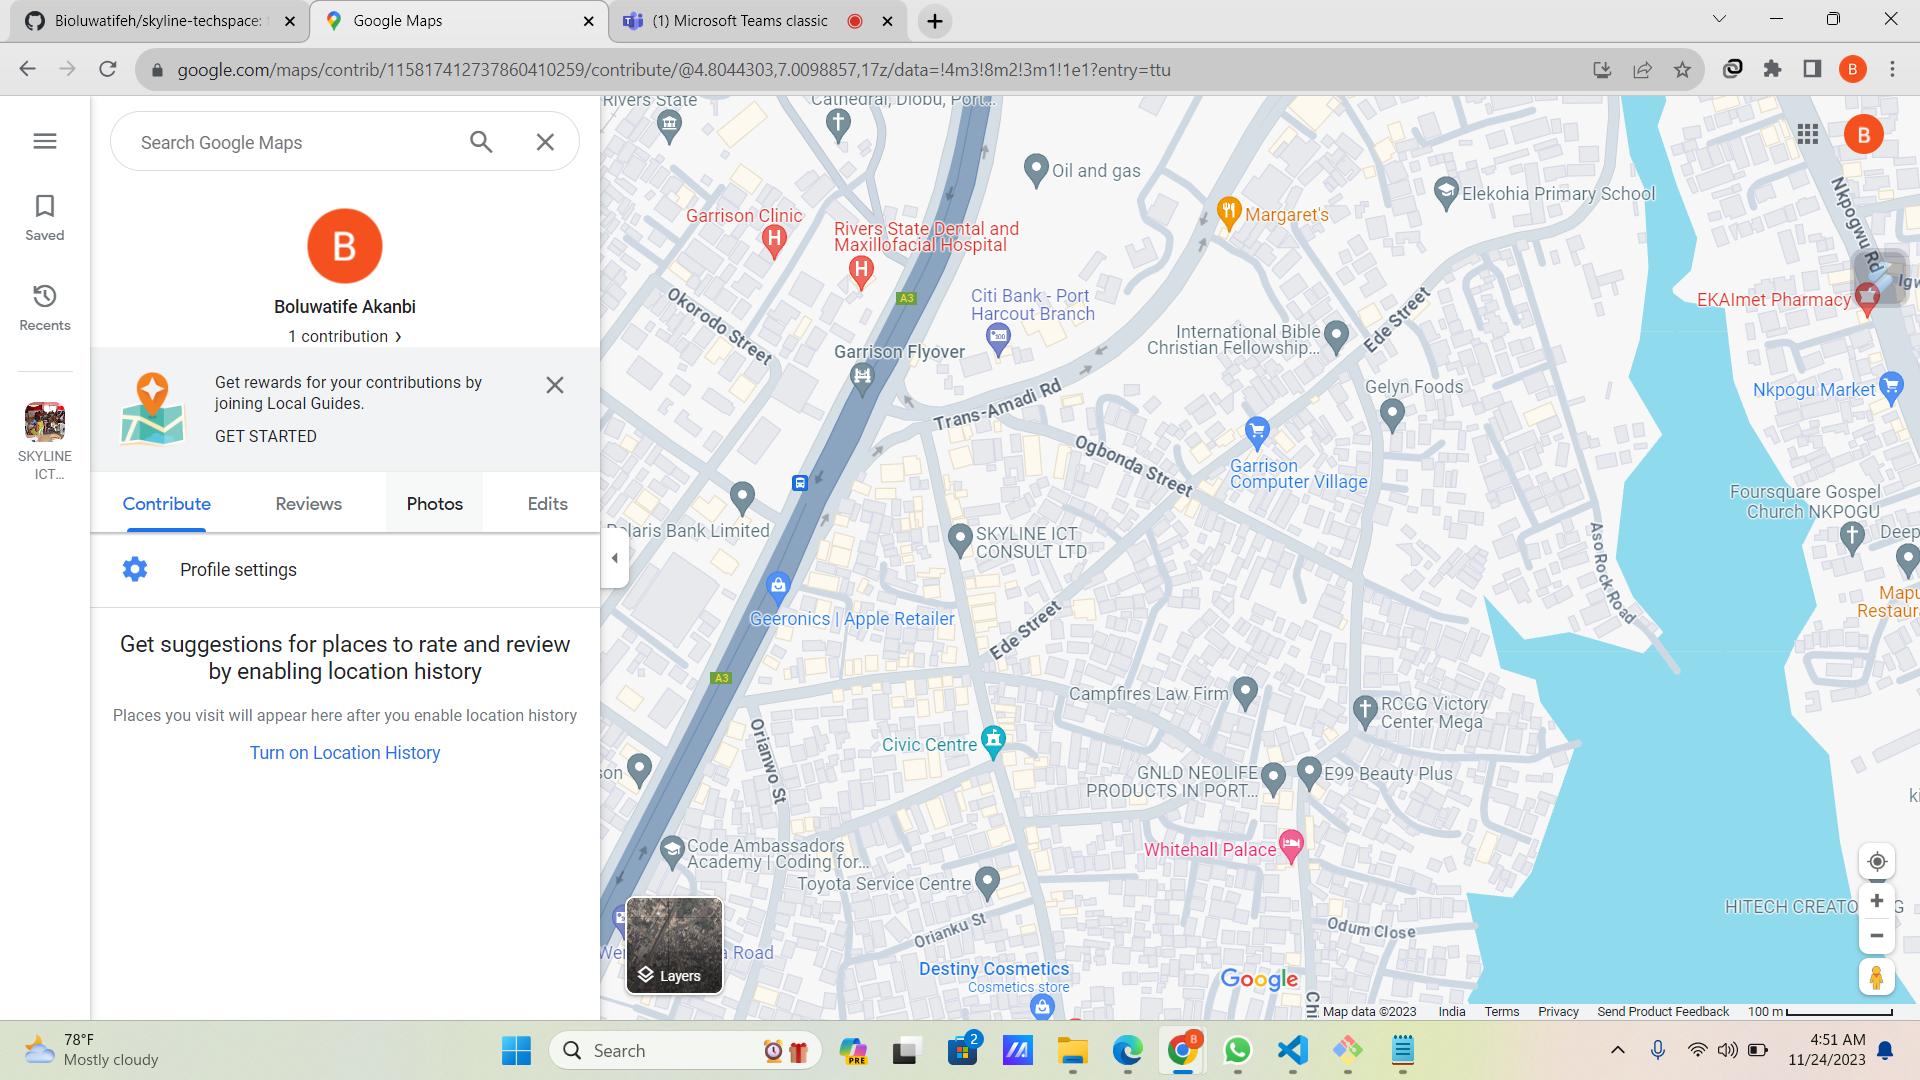 Bioluwatifeh/skyline-techspace:
Google Maps
(1) Microsoft Teams classic
google.com/maps/contrib/115817412737860410259/contribute/@4.8044303,7.0098857,17z/data=!4m3!8m2!3m1!1e1?entry=ttu
B
Search Google Maps
Saved
Recents
SKYLINE
ICT...
B
Boluwatife Akanbi
1 contribution
Get rewards for your contributions by
joining Local Guides.
GET STARTED
Contribute
Reviews
Photos
Edits
Profile settings
Get suggestions for places to rate and review
by enabling location history
Places you visit will appear here after you enable location history
Turn on Location History
Rivers State
Cathedral, Diobu, Port...
Oil and gas
B
Elekohia Primary School
Margaret's
Garrison Clinic
Rivers State Dental and
Maxillofacial Hospital
Nkpogwu Rd
Igw
EKAImet Pharmacy
A3
Citi Bank - Port
Harcout Branch
Okorodo Street
Garrison Flyover
International Bible
Christian Fellowship...
Ede Street
Gelyn Foods
Nkpogu Market
Trans-Amadi Rd
Ogbonda Street
Garrison
Computer Village
Foursquare Gospel
Church NKPOGU
Deep
Polaris Bank Limited
SKYLINE ICT
CONSULT LTD
Aso Rock Road
Mapu
Restaura
Geeronics | Apple Retailer
Ede Street
A3
Campfires Law Firm
RCCG Victory
Center Mega
Orianwo St
Civic Centre
son
GNLD NEOLIFE
PRODUCTS IN PORT...
E99 Beauty Plus
ki
Code Ambassadors
Academy | Coding for...
Whitehall Palace
Toyota Service Centre
Orianku St
Odum Close
HITECH CREATO
G
Layers
a Road
Destiny Cosmetics
Cosmetics store
Google
Chi
Map data ©2023
India
Terms
Privacy
Send Product Feedback
100 m
78°F
Mostly cloudy
Search
PRE
2
B
4:51 AM
11/24/2023